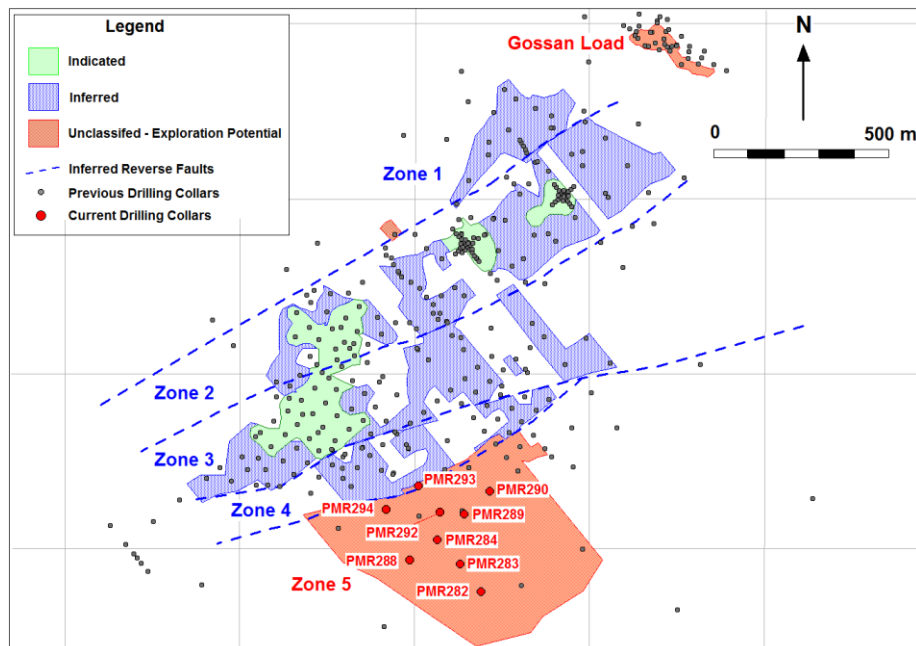 Legend
Indicated
Inferred
Unclassifed - Exploration Potential
Inferred Reverse Faults
Previous Drilling Collars
Current Drilling Collars
Gossan Load
N
0 500 m
Zone 1
Zone 2
Zone 3
Zone 4
Zone 5
PMR293
PMR290
PMR294
PMR289
PMR292
PMR284
PMR288
PMR283
PMR282